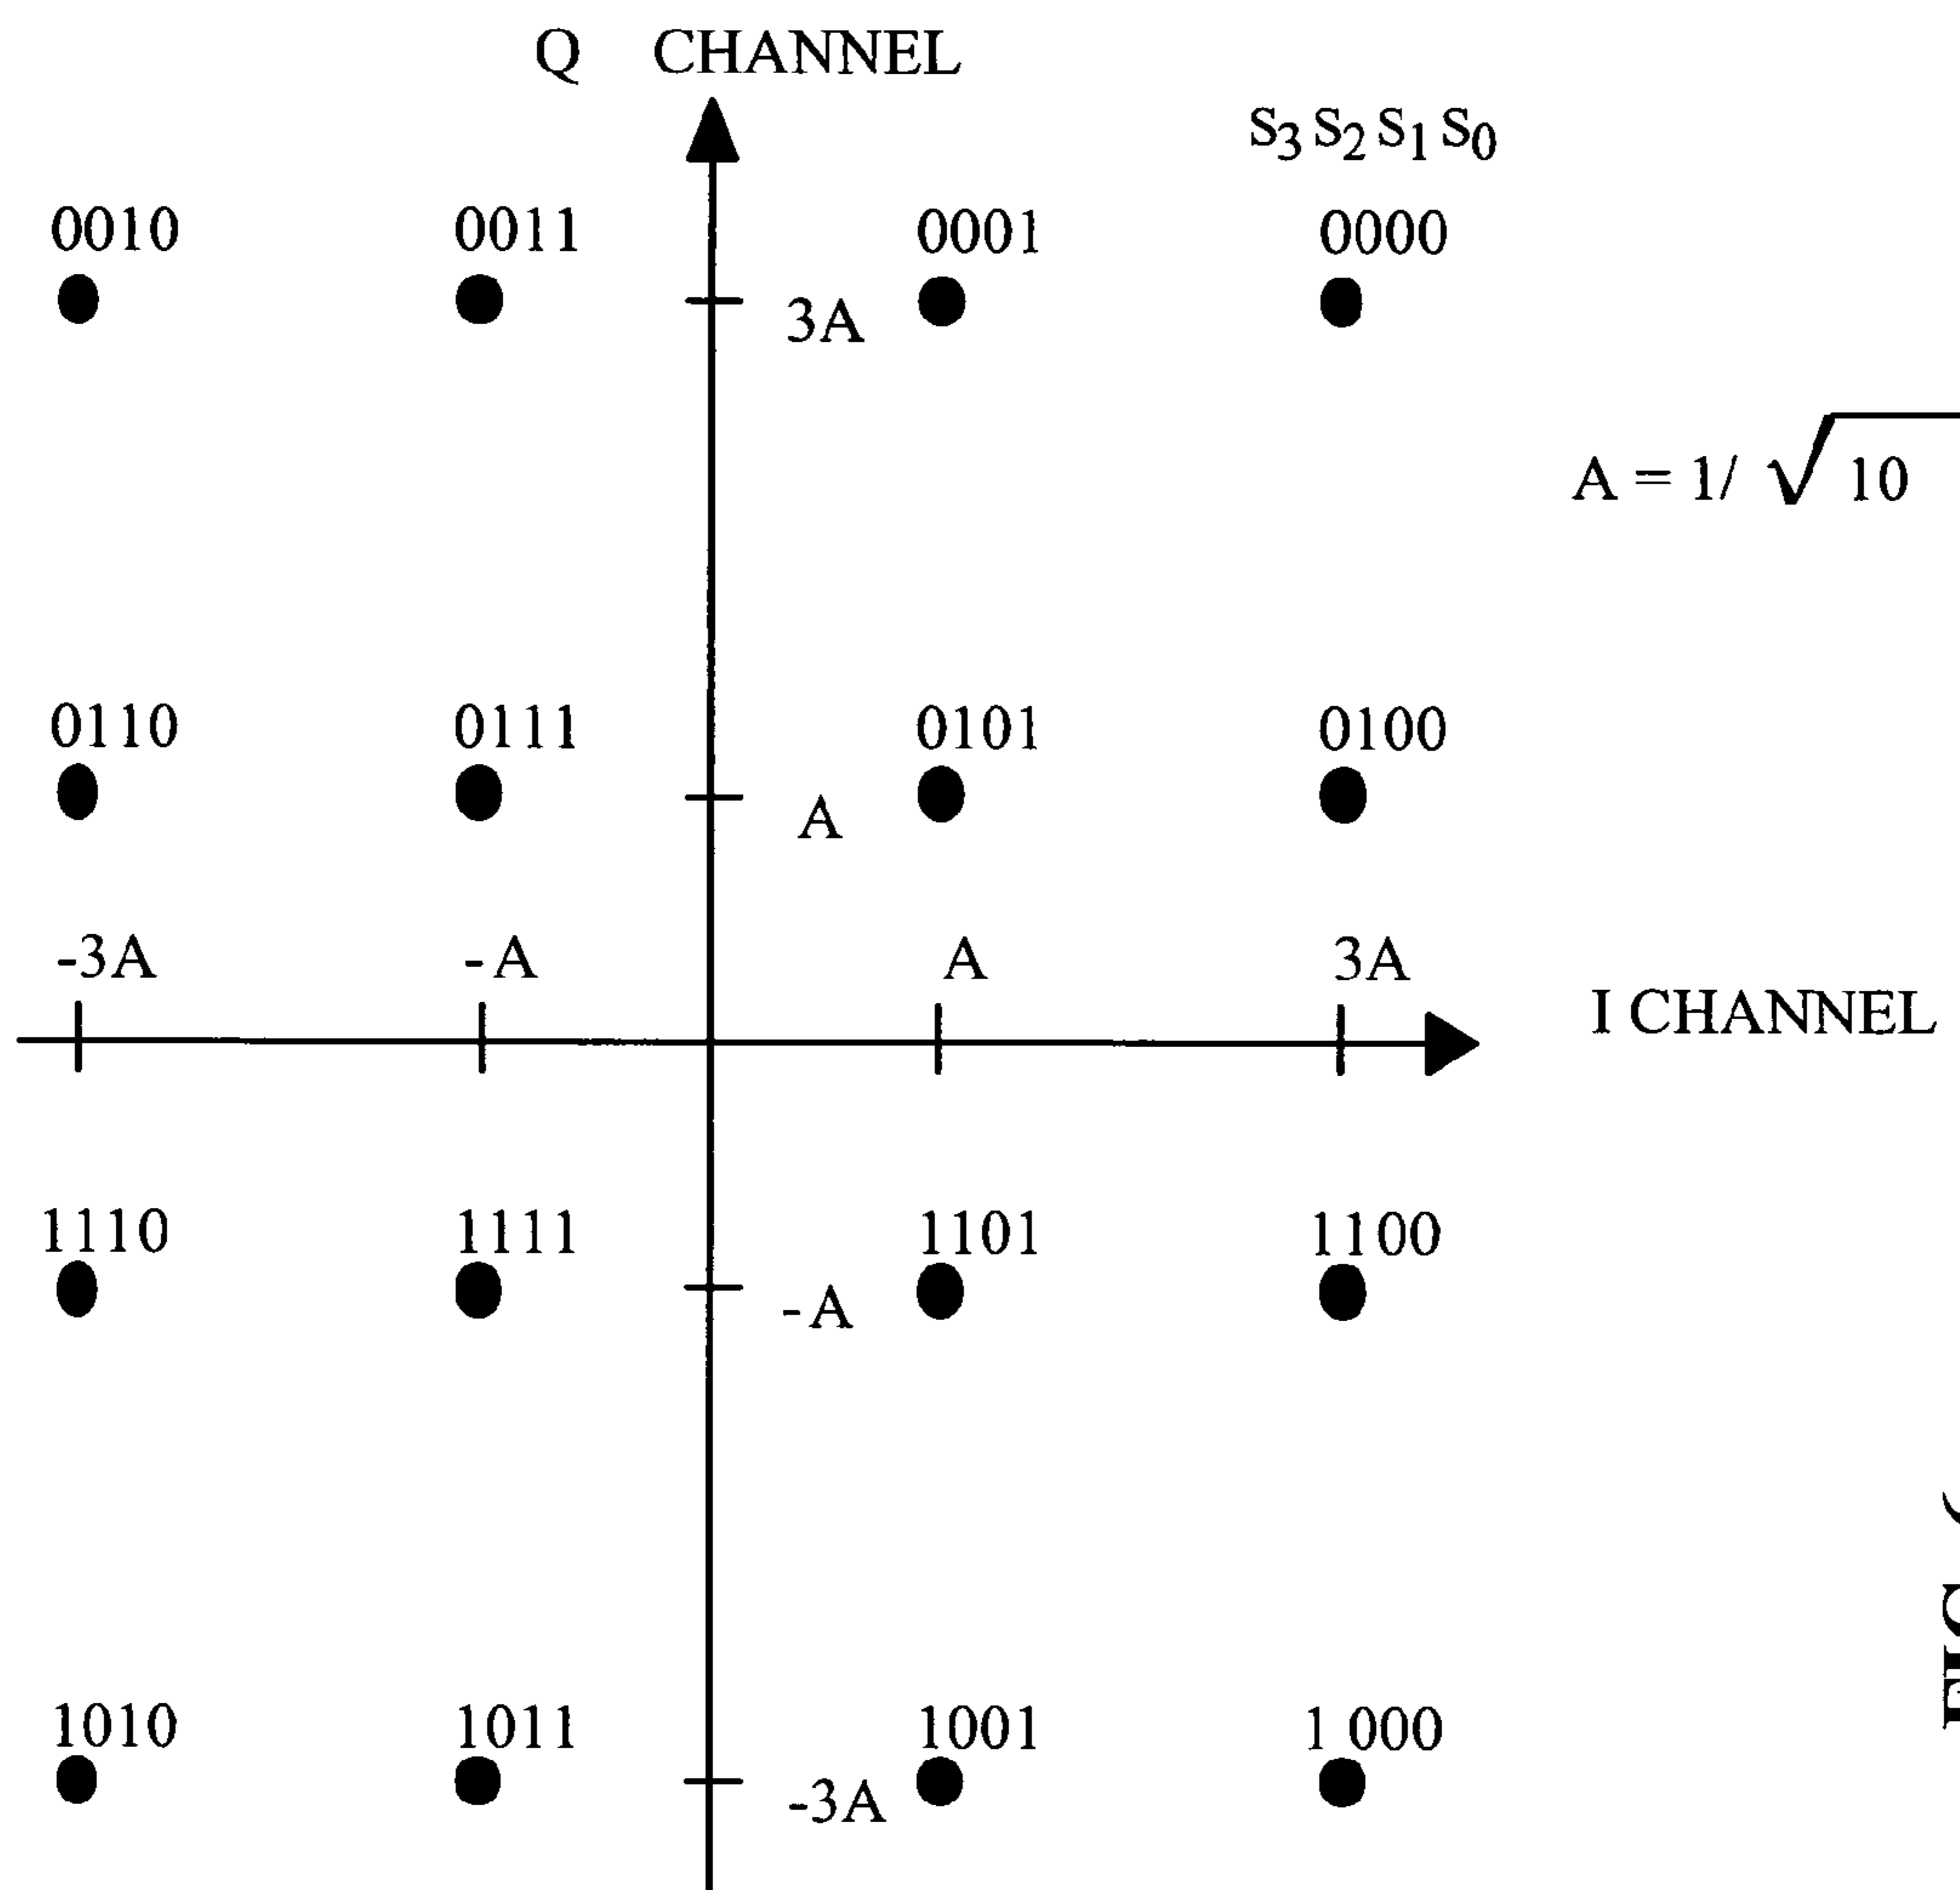 Q CHANNEL
S3 S2 S1 S0
0010 0011 0001 0000
3A
A = 1/ √10
0110 0111 0101 0100
A
-3A -A A 3A
I CHANNEL
1110 1111 1101 1100
-A
1010 1011 1001 1 000
-3A